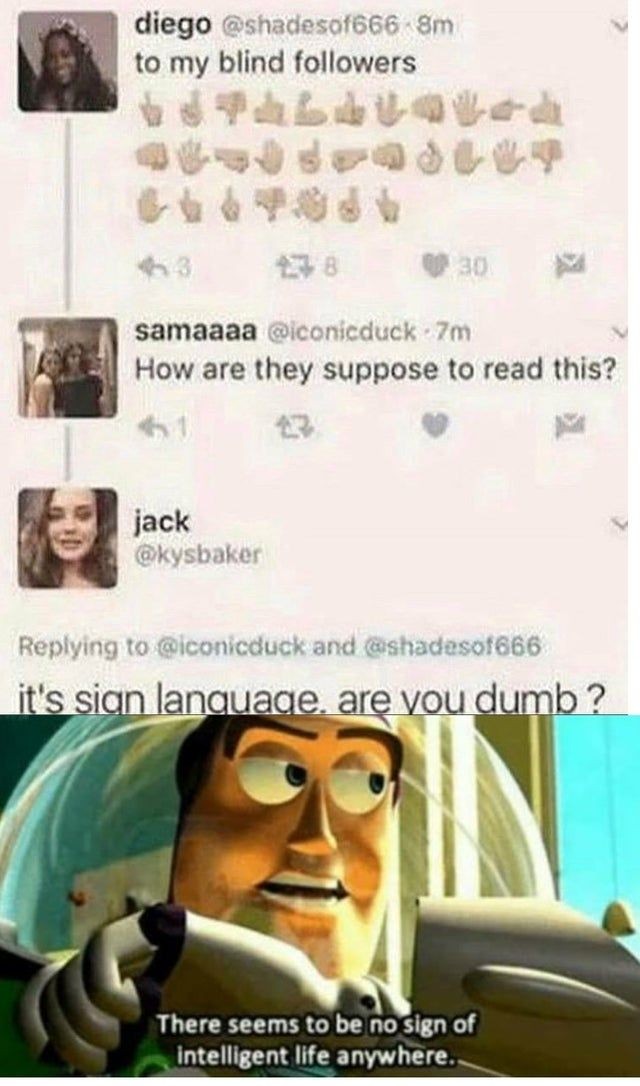 diego @shadesof666 · 8m
to my blind followers
3 8 30
samaaaa @iconicduck · 7m
How are they suppose to read this?
1
jack
@kysbaker
Replying to @iconicduck and @shadesof666
it's sign language. are you dumb ?
There seems to be no sign of
intelligent life anywhere.